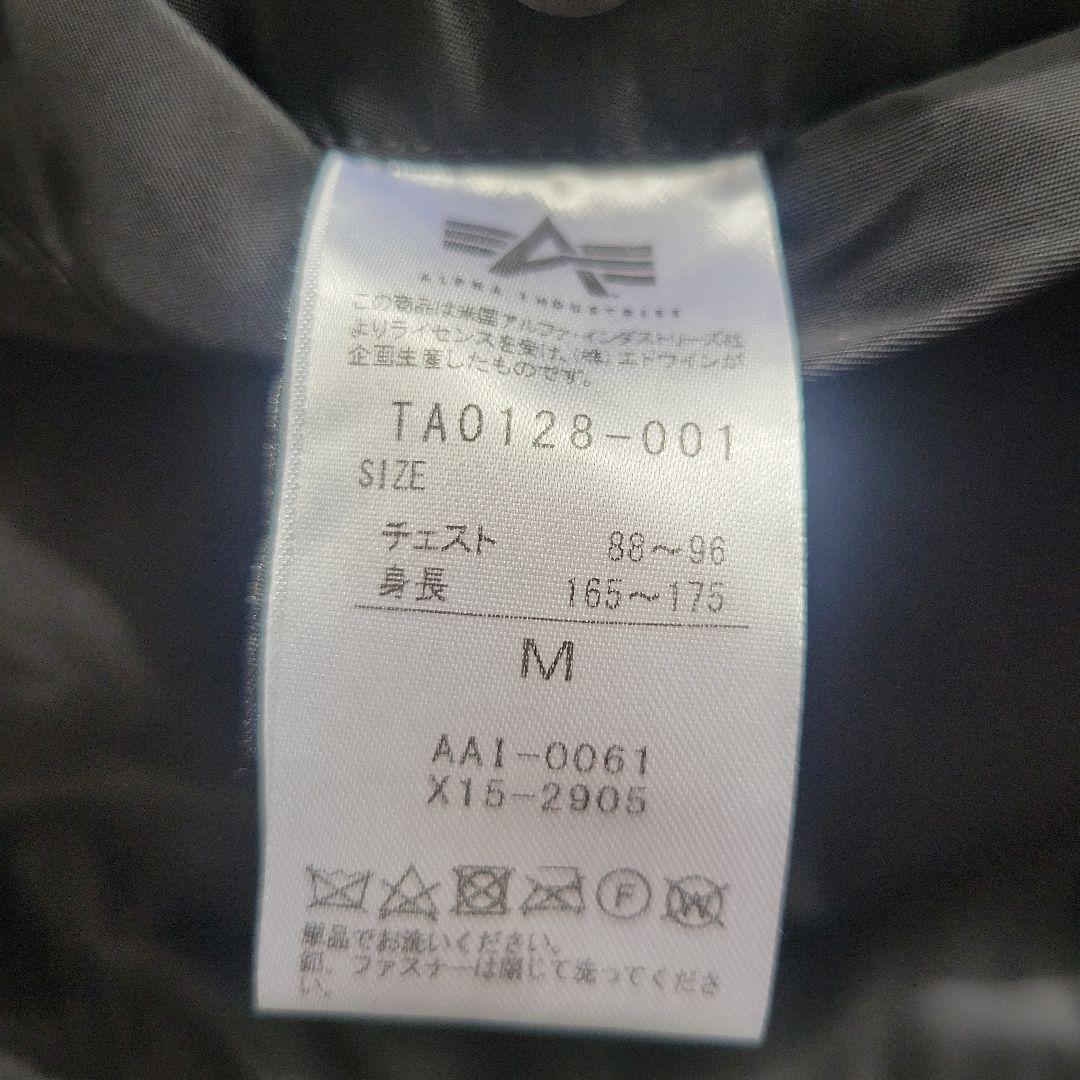 ALPHA INDUSTRIES
この商品は米国アルファ・インダストリーズ社
よりライセンスを受け、(株)エドウインが
企画生産したものです。
TA0128-001
SIZE
チェスト 88～96
身長 165～175
M
AAI-0061
X15-2905
F W
単品でお洗いください。
釦、ファスナーは閉じて洗ってくださ
い。